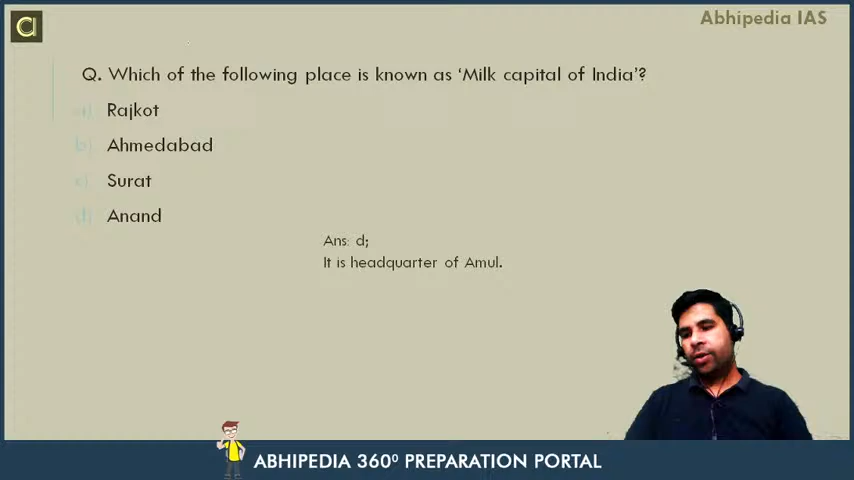 Abhipedia IAS
Q. Which of the following place is known as ‘Milk capital of India’?
a) Rajkot
b) Ahmedabad
c) Surat
d) Anand
Ans: d;
It is headquarter of Amul.
ABHIPEDIA 360⁰ PREPARATION PORTAL